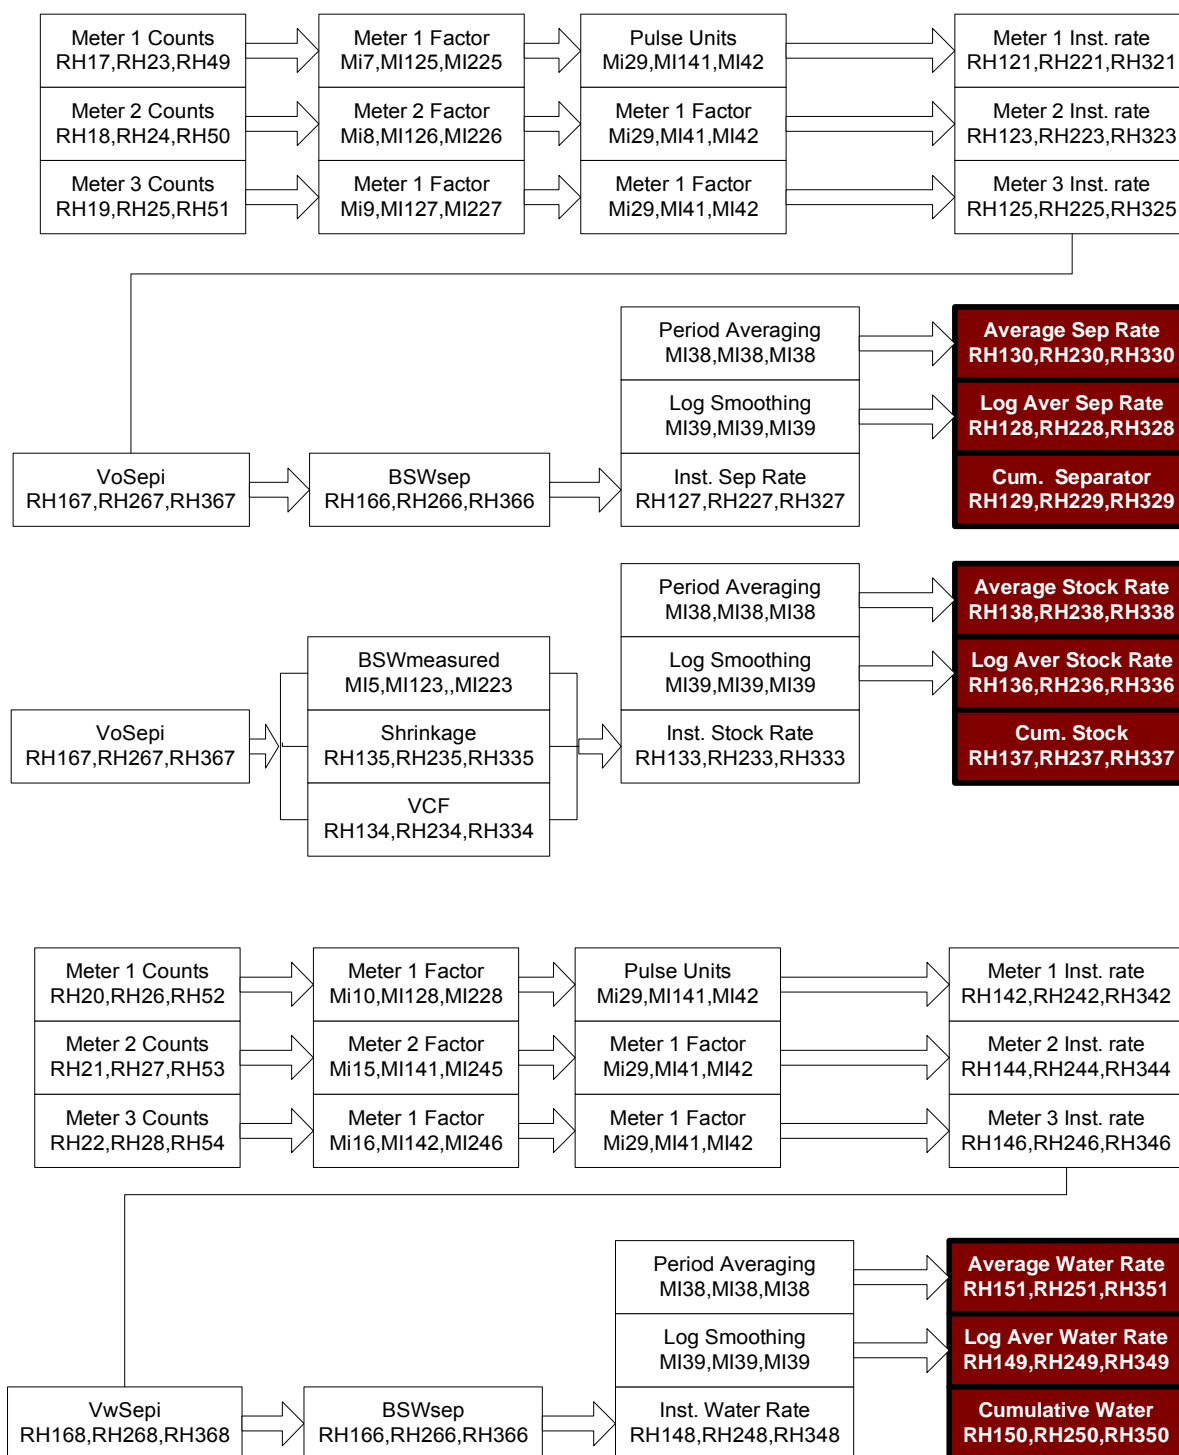 Meter 1 Counts
RH17,RH23,RH49
Meter 1 Factor
Mi7,MI125,MI225
Pulse Units
Mi29,MI141,MI42
Meter 1 Inst. rate
RH121,RH221,RH321
Meter 2 Counts
RH18,RH24,RH50
Meter 2 Factor
Mi8,MI126,MI226
Meter 1 Factor
Mi29,MI41,MI42
Meter 2 Inst. rate
RH123,RH223,RH323
Meter 3 Counts
RH19,RH25,RH51
Meter 1 Factor
Mi9,MI127,MI227
Meter 1 Factor
Mi29,MI41,MI42
Meter 3 Inst. rate
RH125,RH225,RH325
Period Averaging
MI38,MI38,MI38
Average Sep Rate
RH130,RH230,RH330
Log Smoothing
MI39,MI39,MI39
Log Aver Sep Rate
RH128,RH228,RH328
VoSepi
RH167,RH267,RH367
BSWsep
RH166,RH266,RH366
Inst. Sep Rate
RH127,RH227,RH327
Cum. Separator
RH129,RH229,RH329
Period Averaging
MI38,MI38,MI38
Average Stock Rate
RH138,RH238,RH338
BSWmeasured
MI5,MI123,,MI223
Log Smoothing
MI39,MI39,MI39
Log Aver Stock Rate
RH136,RH236,RH336
VoSepi
RH167,RH267,RH367
Shrinkage
RH135,RH235,RH335
Inst. Stock Rate
RH133,RH233,RH333
Cum. Stock
RH137,RH237,RH337
VCF
RH134,RH234,RH334
Meter 1 Counts
RH20,RH26,RH52
Meter 1 Factor
Mi10,MI128,MI228
Pulse Units
Mi29,MI141,MI42
Meter 1 Inst. rate
RH142,RH242,RH342
Meter 2 Counts
RH21,RH27,RH53
Meter 2 Factor
Mi15,MI141,MI245
Meter 1 Factor
Mi29,MI41,MI42
Meter 2 Inst. rate
RH144,RH244,RH344
Meter 3 Counts
RH22,RH28,RH54
Meter 1 Factor
Mi16,MI142,MI246
Meter 1 Factor
Mi29,MI41,MI42
Meter 3 Inst. rate
RH146,RH246,RH346
Period Averaging
MI38,MI38,MI38
Average Water Rate
RH151,RH251,RH351
Log Smoothing
MI39,MI39,MI39
Log Aver Water Rate
RH149,RH249,RH349
VwSepi
RH168,RH268,RH368
BSWsep
RH166,RH266,RH366
Inst. Water Rate
RH148,RH248,RH348
Cumulative Water
RH150,RH250,RH350